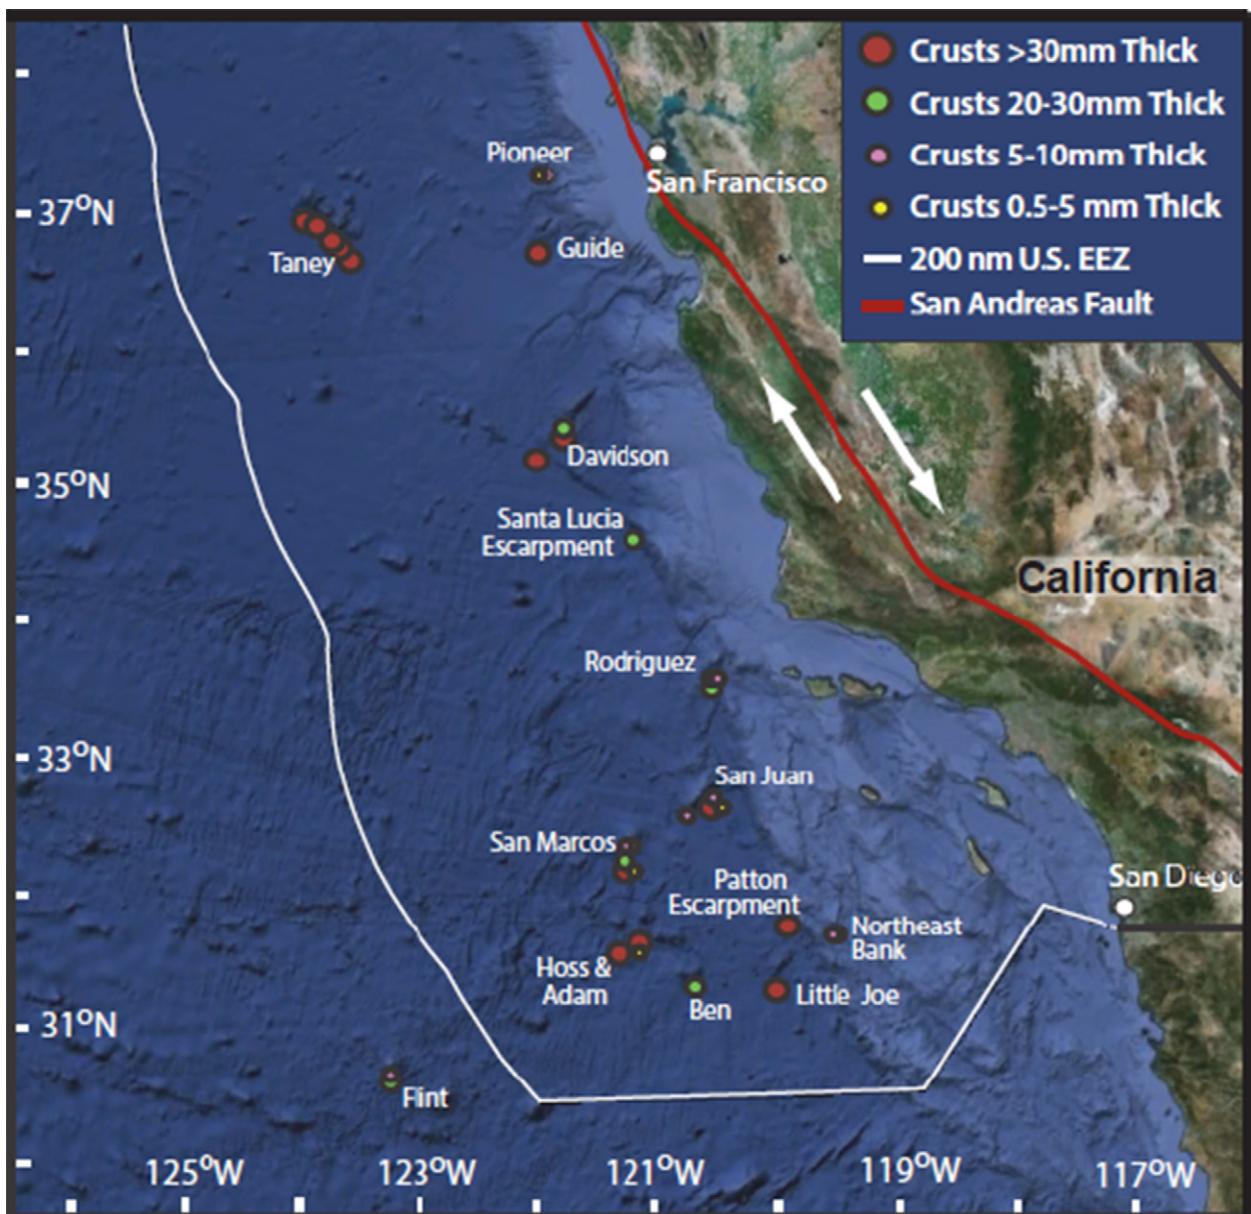 Crusts >30mm Thick
Crusts 20-30mm Thick
Crusts 5-10mm Thick
Crusts 0.5-5 mm Thick
200 nm U.S. EEZ
San Andreas Fault
Pioneer
San Francisco
37°N
Guide
Taney
Davidson
35°N
Santa Lucia
Escarpment
California
Rodriguez
33°N
San Juan
San Marcos
Patton
Escarpment
San Diego
Northeast
Bank
Hoss &
Adam
Little Joe
Ben
31°N
Flint
125°W
123°W
121°W
119°W
117°W